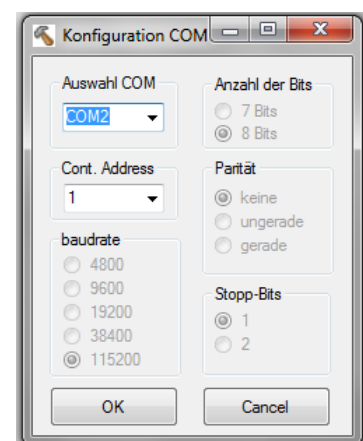 Konfiguration COM
Auswahl COM
COM2
Cont. Address
1
baudrate
4800
9600
19200
38400
115200
Anzahl der Bits
7 Bits
8 Bits
Parität
keine
ungerade
gerade
Stopp-Bits
1
2
OK
Cancel